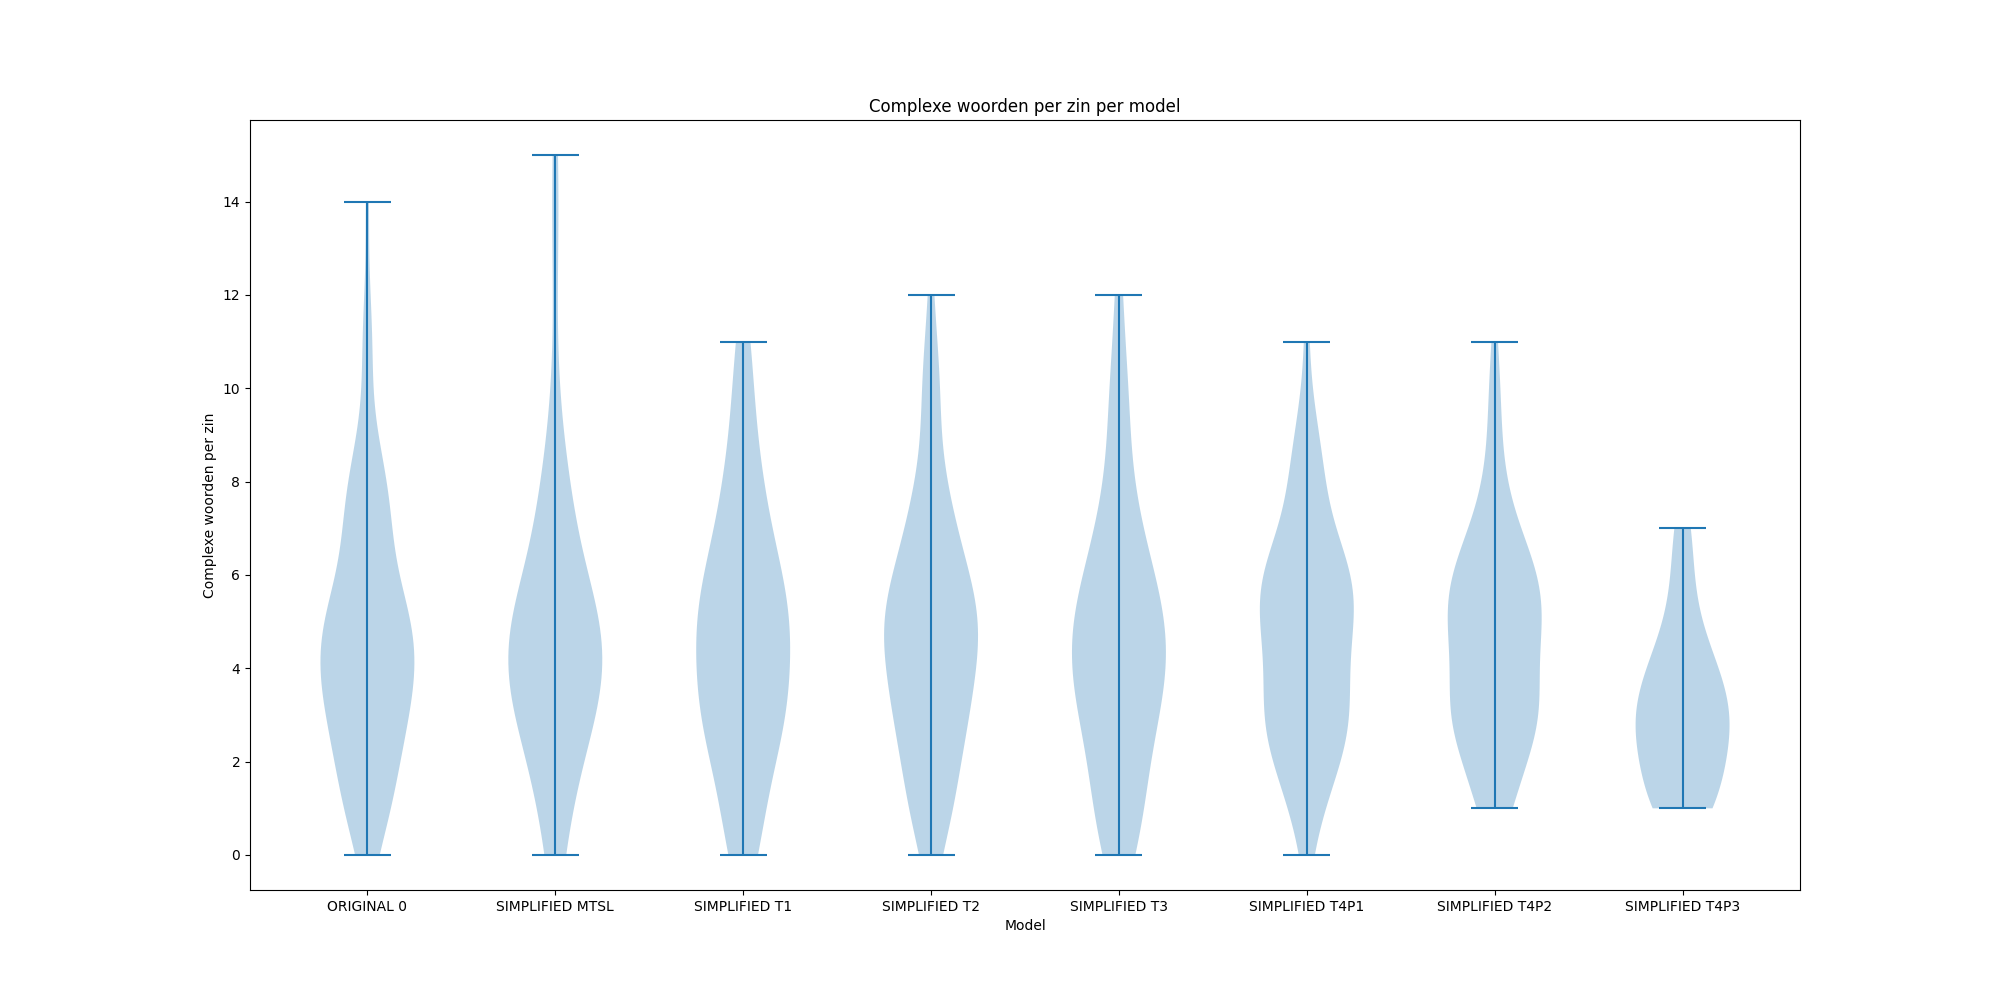 Complexe woorden per zin per model
Complexe woorden per zin
14
12
10
8
6
4
2
0
ORIGINAL 0
SIMPLIFIED MTSL
SIMPLIFIED T1
SIMPLIFIED T2
SIMPLIFIED T3
SIMPLIFIED T4P1
SIMPLIFIED T4P2
SIMPLIFIED T4P3
Model